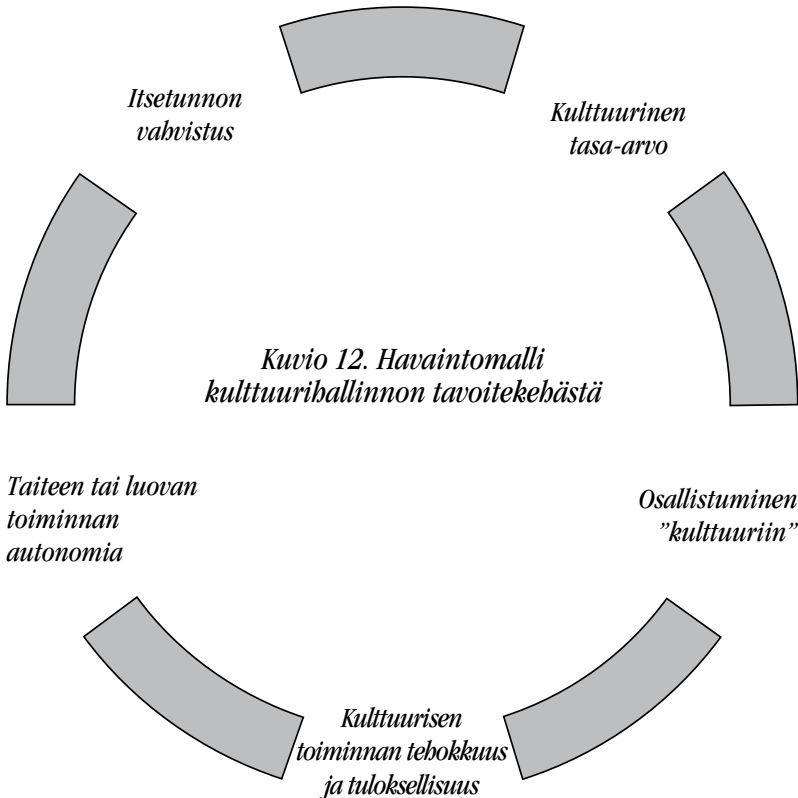 Itsetunnon
vahvistus
Kulttuurinen
tasa-arvo
Kuvio 12. Havaintomalli
kulttuurihallinnon tavoitekehästä
Taiteen tai luovan
toiminnan
autonomia
Osallistuminen
”kulttuuriin”
Kulttuurisen
toiminnan tehokkuus
ja tuloksellisuus